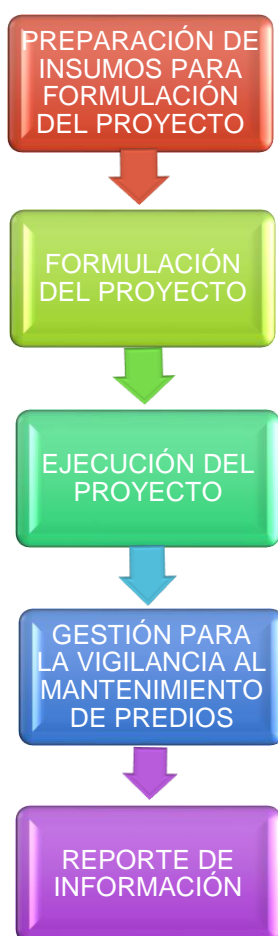 PREPARACIÓN DE
INSUMOS PARA
FORMULACIÓN
DEL PROYECTO
FORMULACIÓN
DEL PROYECTO
EJECUCIÓN DEL
PROYECTO
GESTIÓN PARA
LA VIGILANCIA AL
MANTENIMIENTO
DE PREDIOS
REPORTE DE
INFORMACIÓN